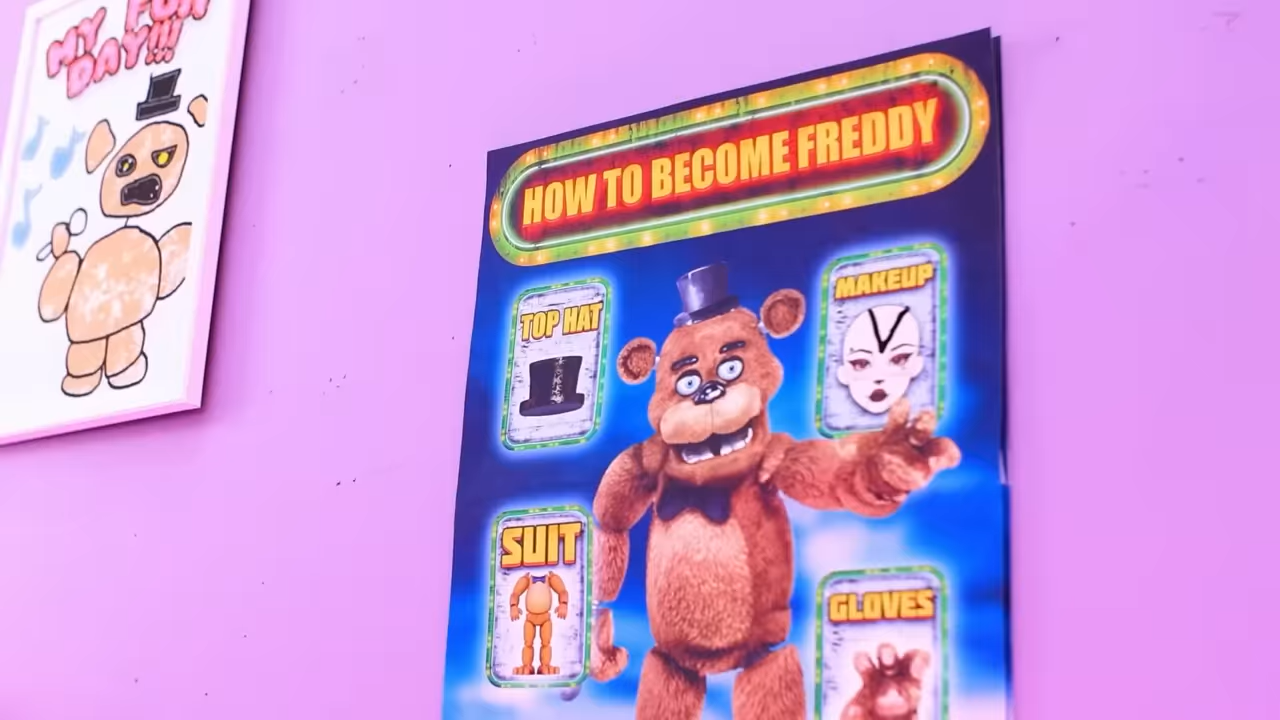 MY FUN
DAY!!!
HOW TO BECOME FREDDY
TOP HAT
MAKEUP
SUIT
GLOVES